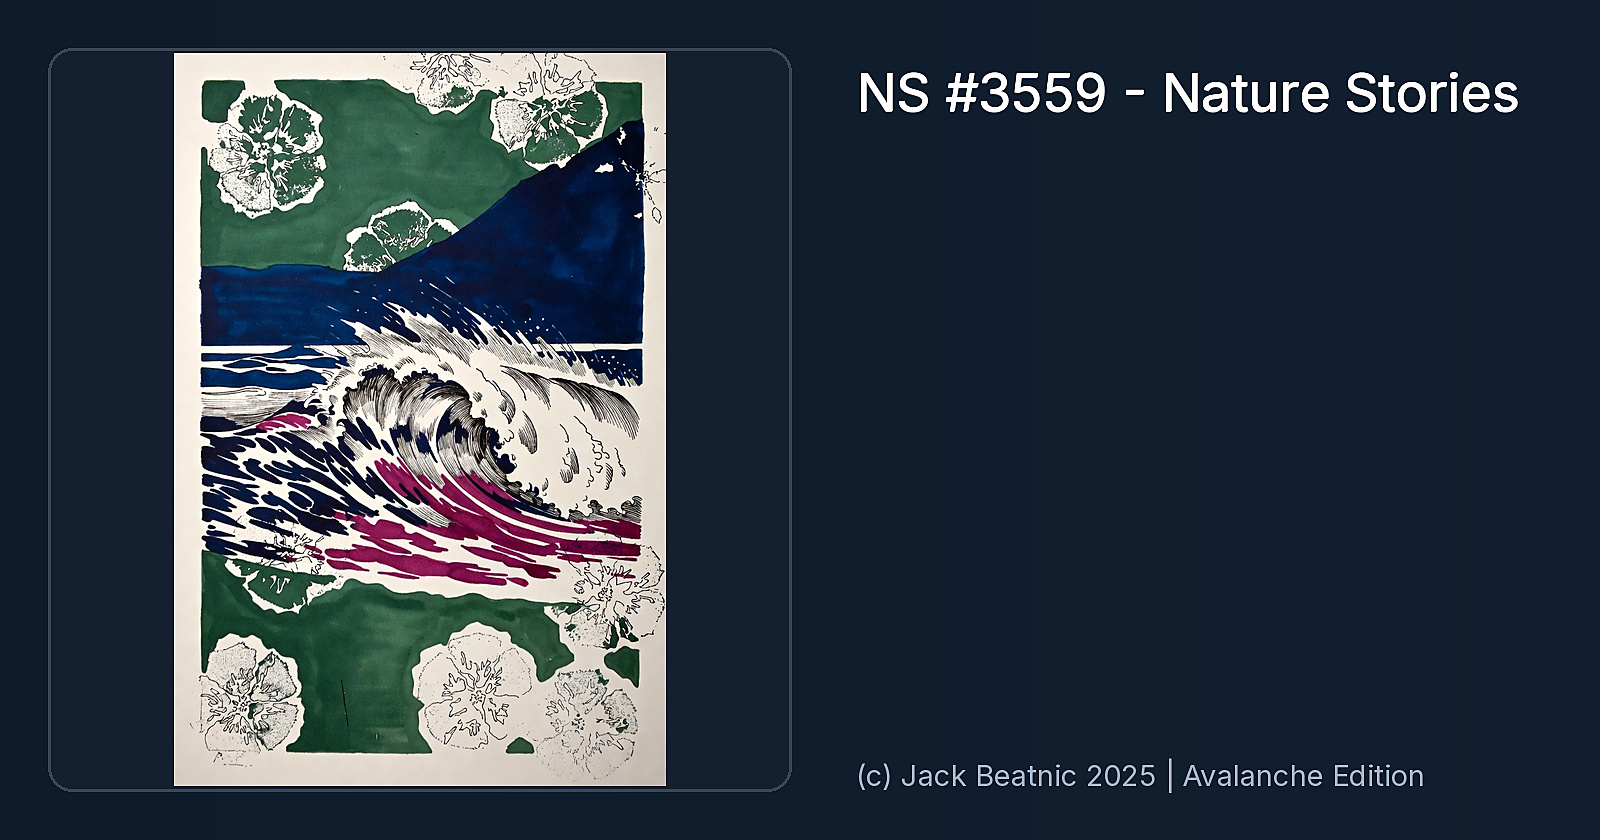 NS #3559 - Nature Stories
(c) Jack Beatnic 2025 | Avalanche Edition